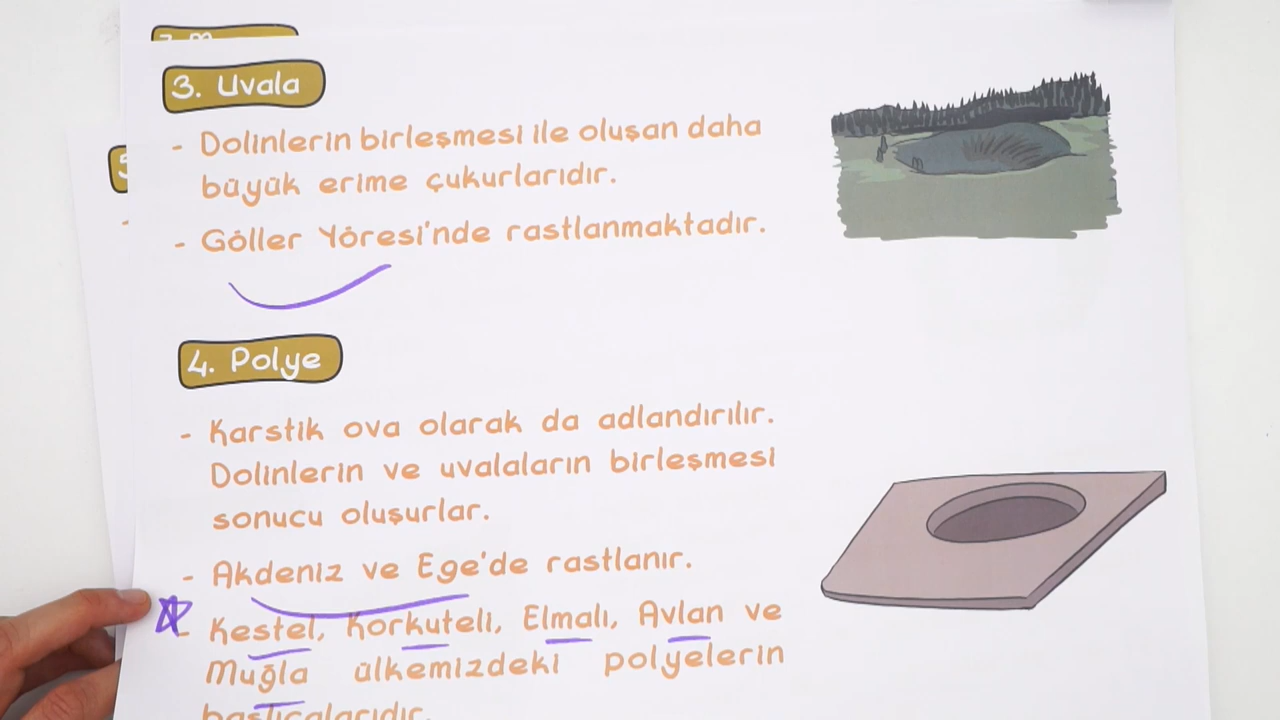 3. Uvala
- Dolinlerin birleşmesi ile oluşan daha
büyük erime çukurlarıdır.
- Göller Yöresi'nde rastlanmaktadır.
4. Polye
- Karstik ova olarak da adlandırılır.
Dolinlerin ve uvalaların birleşmesi
sonucu oluşurlar.
- Akdeniz ve Ege'de rastlanır.
- Kestel, Korkuteli, Elmalı, Avlan ve
Muğla ülkemizdeki polyelerin
başlıcalarıdır.